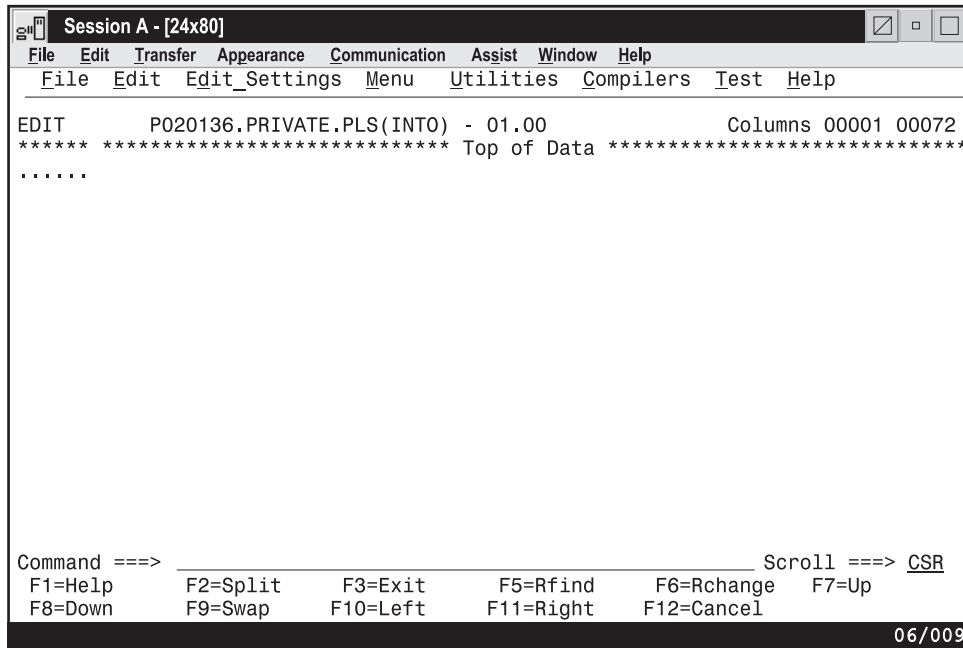 Session A - [24x80]
File Edit Transfer Appearance Communication Assist Window Help
File Edit Edit_Settings Menu Utilities Compilers Test Help
EDIT PO20136.PRIVATE.PLS(INTO) - 01.00 Columns 00001 00072
****** ***************************** Top of Data ******************************
......
Command ===> Scroll ===> CSR
F1=Help F2=Split F3=Exit F5=Rfind F6=Rchange F7=Up
F8=Down F9=Swap F10=Left F11=Right F12=Cancel
06/009